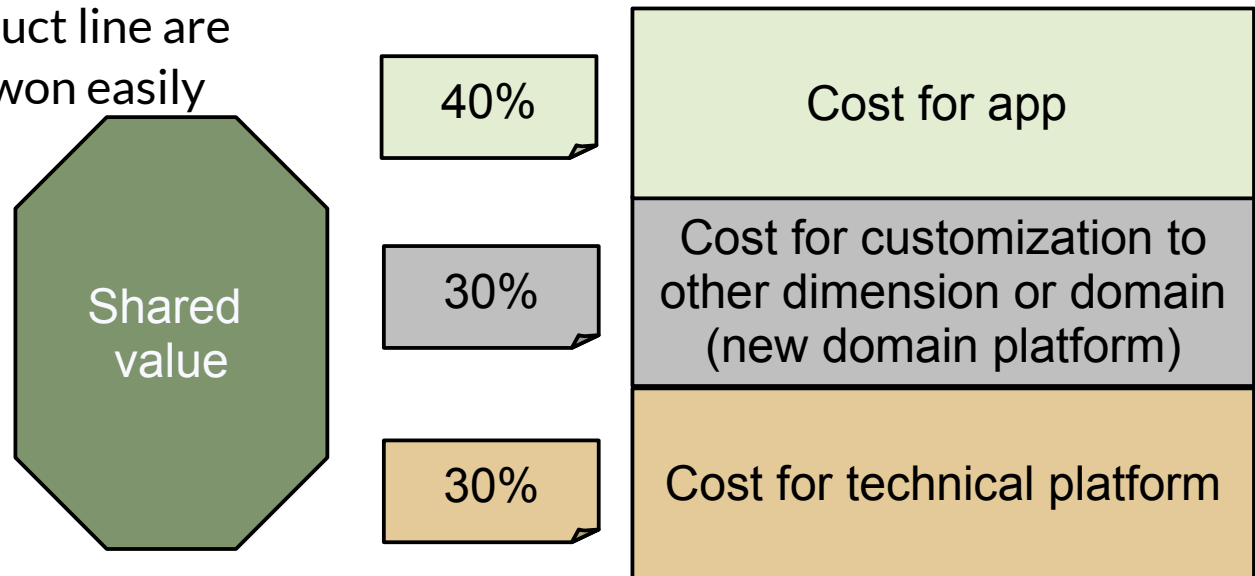 uct line are
won easily
Shared
value
40%
Cost for app
30%
Cost for customization to
other dimension or domain
(new domain platform)
30%
Cost for technical platform